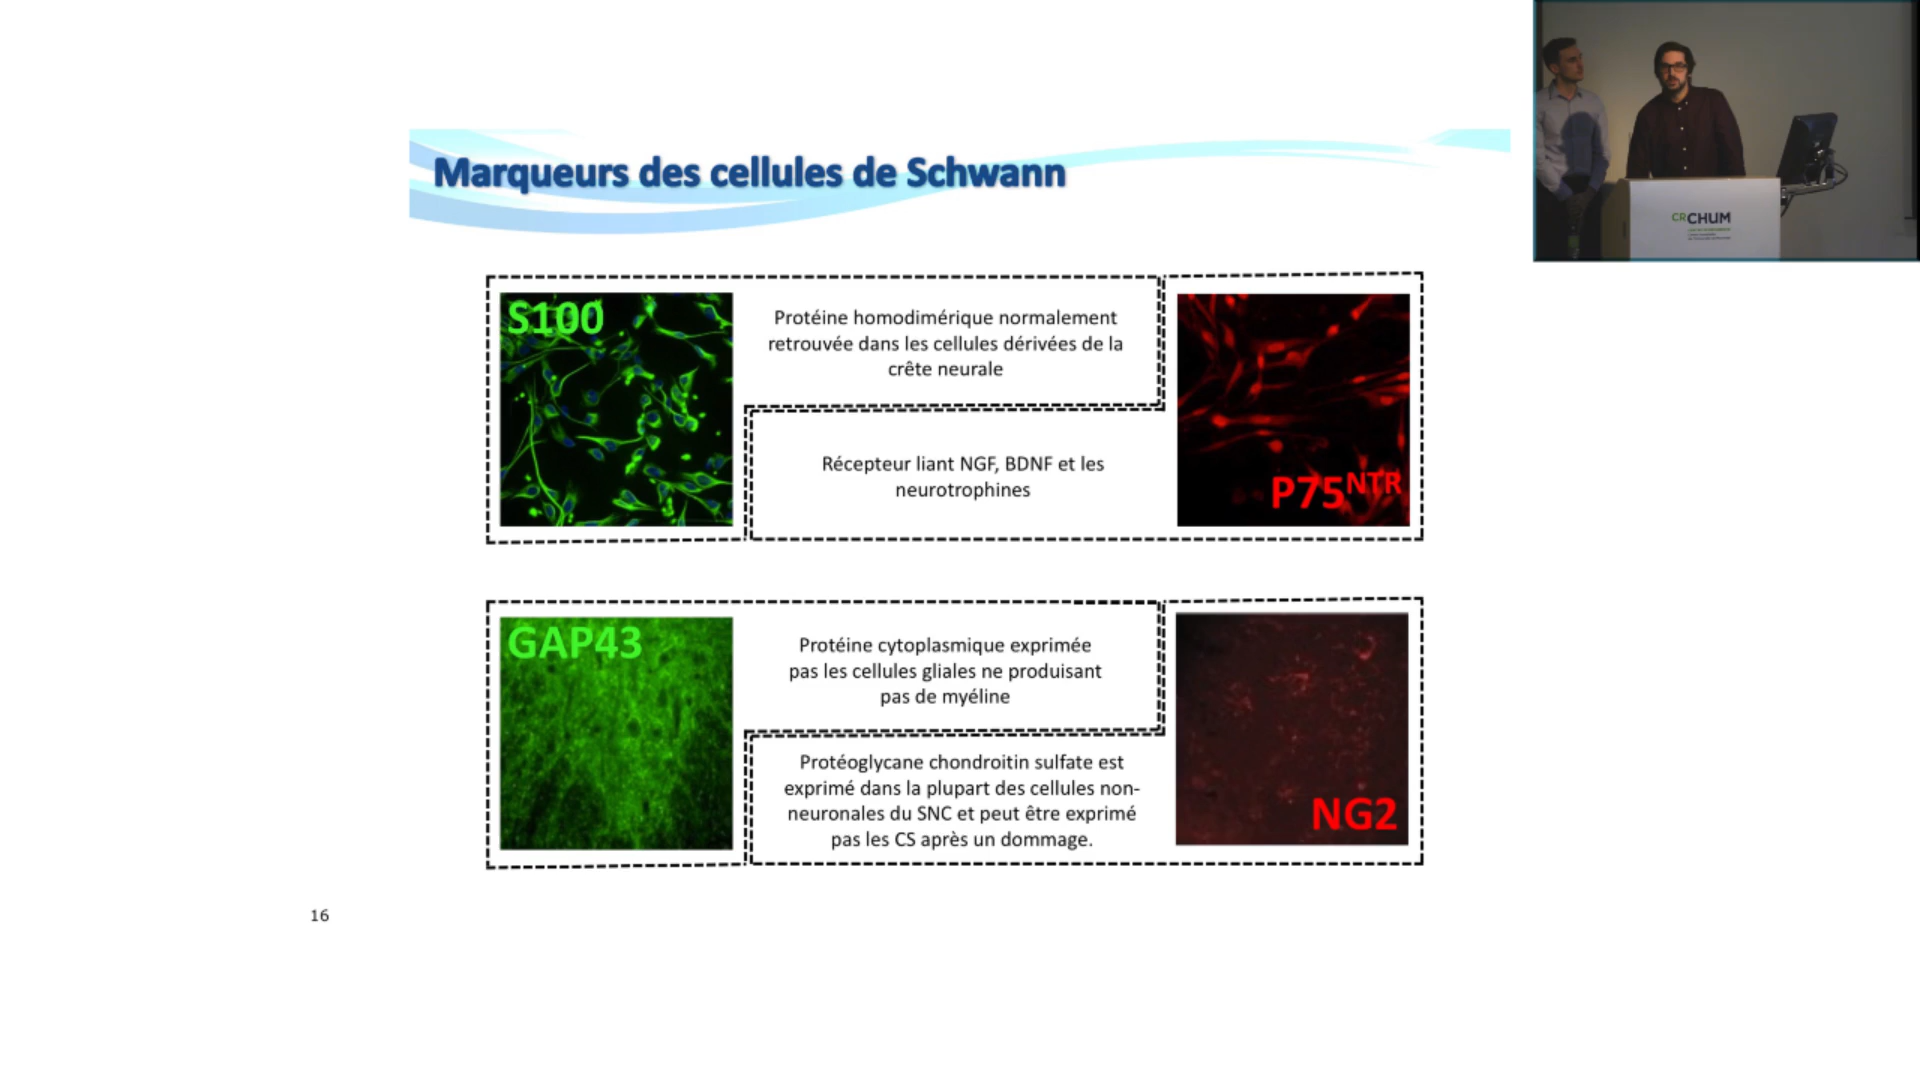 Marqueurs des cellules de Schwann
S100
Protéine homodimérique normalement
retrouvée dans les cellules dérivées de la
crête neurale
Récepteur liant NGF, BDNF et les
neurotrophines
P75NTR
GAP43
Protéine cytoplasmique exprimée
pas les cellules gliales ne produisant
pas de myéline
Protéoglycane chondroitin sulfate est
exprimé dans la plupart des cellules non-
neuronales du SNC et peut être exprimé
pas les CS après un dommage.
NG2
16
CRCHUM